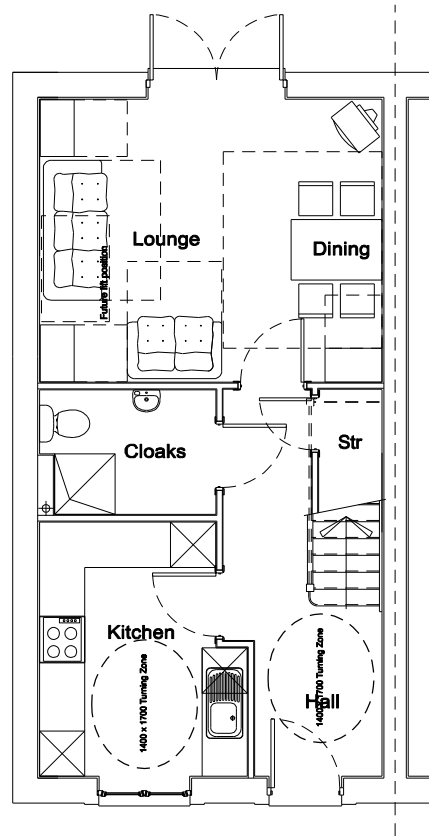 Lounge
Dining
Future lift position
Cloaks
Str
Kitchen
1400 x 1700 Turning Zone
1400 x 1700 Turning Zone
Hall